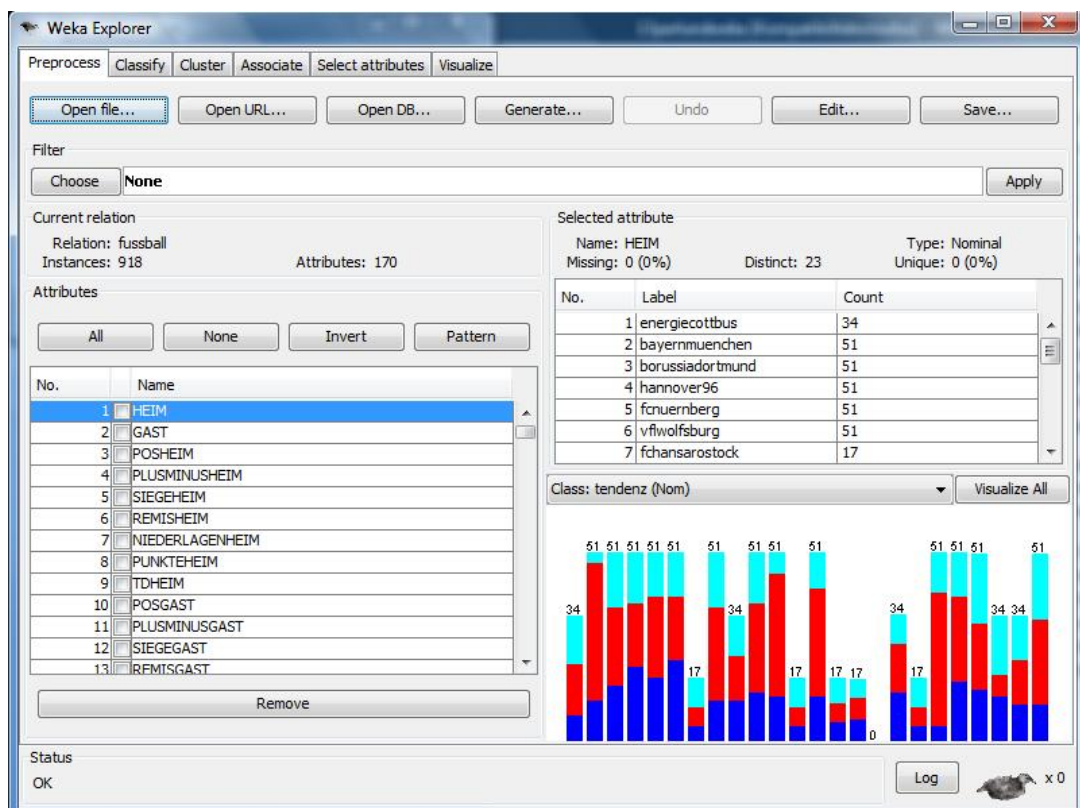 Weka Explorer
Preprocess Classify Cluster Associate Select attributes Visualize
Open file... Open URL... Open DB... Generate... Undo Edit... Save...
Filter
Choose None Apply
Current relation
Relation: fussball
Instances: 918 Attributes: 170
Attributes
All None Invert Pattern
No. Name
1 HEIM
2 GAST
3 POSHEIM
4 PLUSMINUSHEIM
5 SIEGEHEIM
6 REMISHEIM
7 NIEDERLAGENHEIM
8 PUNKTEHEIM
9 TDHEIM
10 POSGAST
11 PLUSMINUSGAST
12 SIEGEGAST
13 REMISGAST
Remove
Selected attribute
Name: HEIM Type: Nominal
Missing: 0 (0%) Distinct: 23 Unique: 0 (0%)
No. Label Count
1 energiecottbus 34
2 bayernmuenchen 51
3 borussiadortmund 51
4 hannover96 51
5 fcnuernberg 51
6 vflwolfsburg 51
7 fchansarostock 17
Class: tendenz (Nom) Visualize All
51 51 51 51 51 51 51 51 51 51 51 51 51
34 34 34 34 34
17 17 17 17 17
0
Status
OK
Log x 0